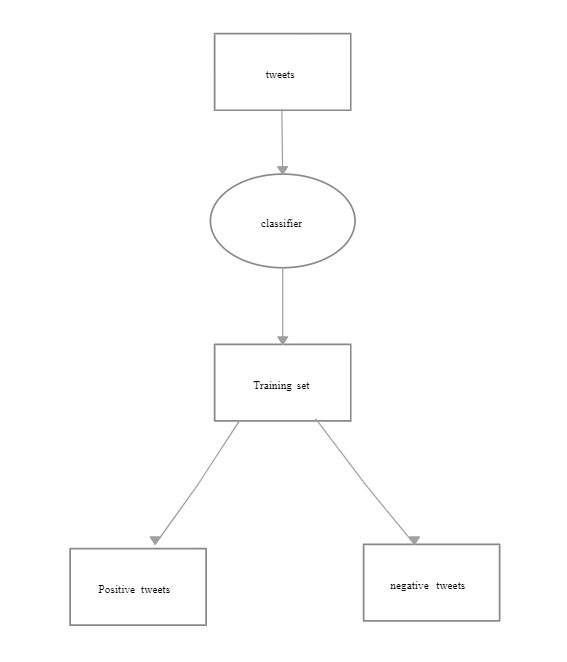 tweets
classifier
Training set
Positive tweets
negative tweets